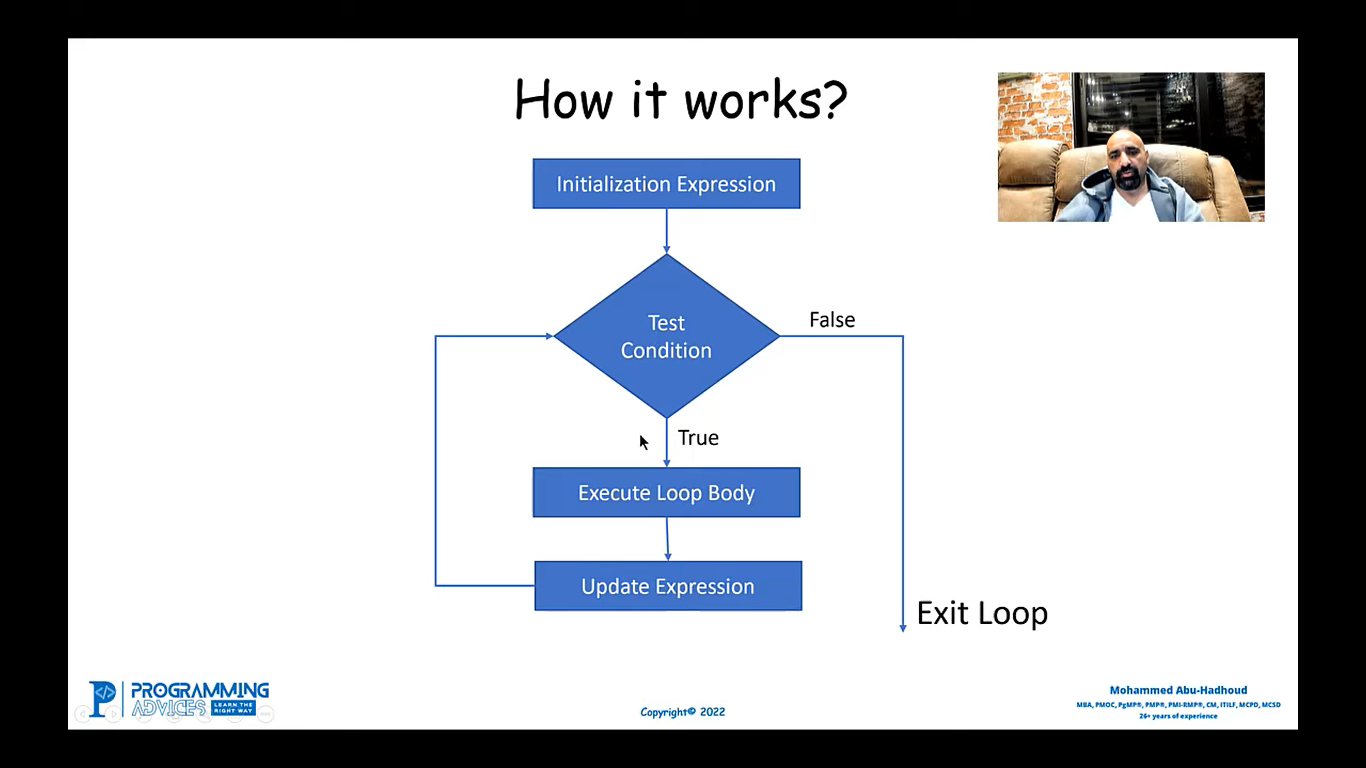 How it works?
Initialization Expression
Test
Condition
False
True
Execute Loop Body
Update Expression
Exit Loop
PROGRAMMING
ADVICES
LEARN THE
RIGHT WAY
Copyright© 2022
Mohammed Abu-Hadhoud
MBA, PMOC, PgMP®, PMP®, PMI-RMP®, CM, ITILF, MCPD, MCSD
26+ years of experience